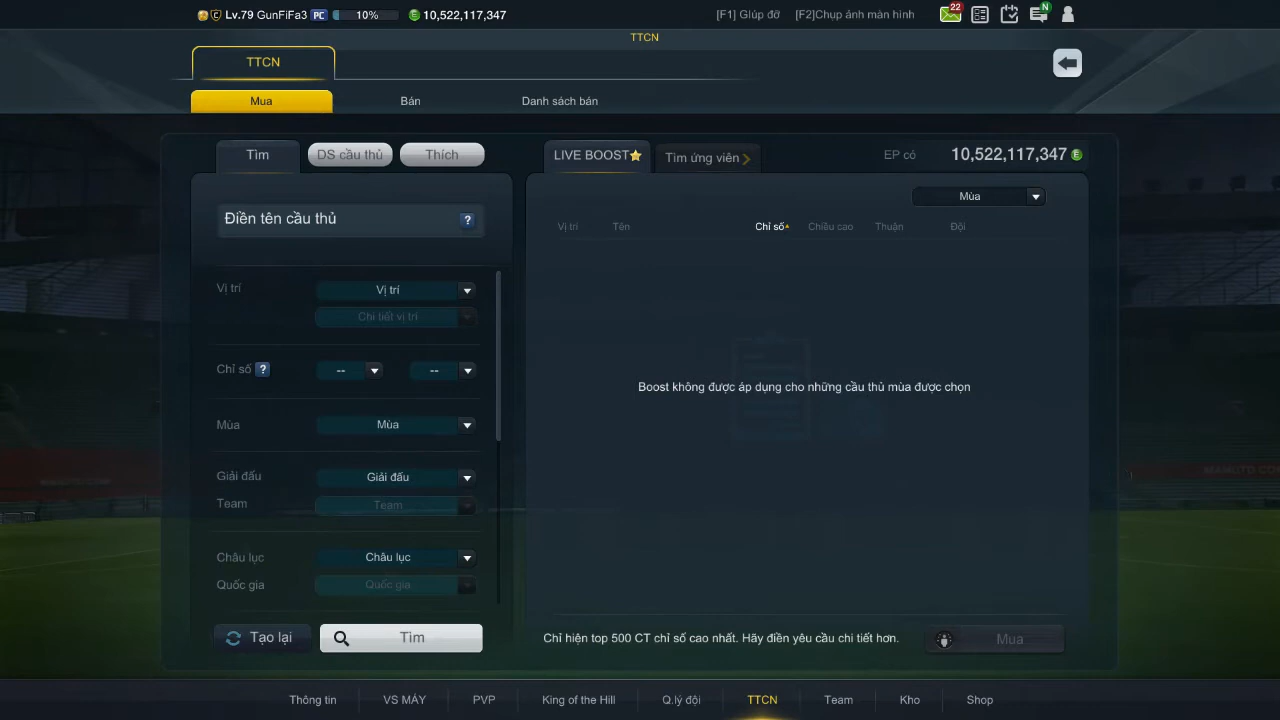 Lv.79 GunFiFa3 PC 10% 10,522,117,347 [F1] Giúp đỡ [F2]Chụp ảnh màn hình 22 N
TTCN
TTCN
Mua Bán Danh sách bán
Tìm DS cầu thủ Thích
LIVE BOOST Tìm ứng viên EP có 10,522,117,347
Mùa
Điền tên cầu thủ ?
Vị trí Tên Chỉ số Chiều cao Thuận Đội
Vị trí Vị trí
Chi tiết vị trí
Chỉ số ? -- --
Boost không được áp dụng cho những cầu thủ mùa được chọn
Mùa Mùa
Giải đấu Giải đấu
Team Team
Châu lục Châu lục
Quốc gia Quốc gia
Tạo lại Tìm
Chỉ hiện top 500 CT chỉ số cao nhất. Hãy điền yêu cầu chi tiết hơn. Mua
Thông tin VS MÁY PVP King of the Hill Q.lý đội TTCN Team Kho Shop